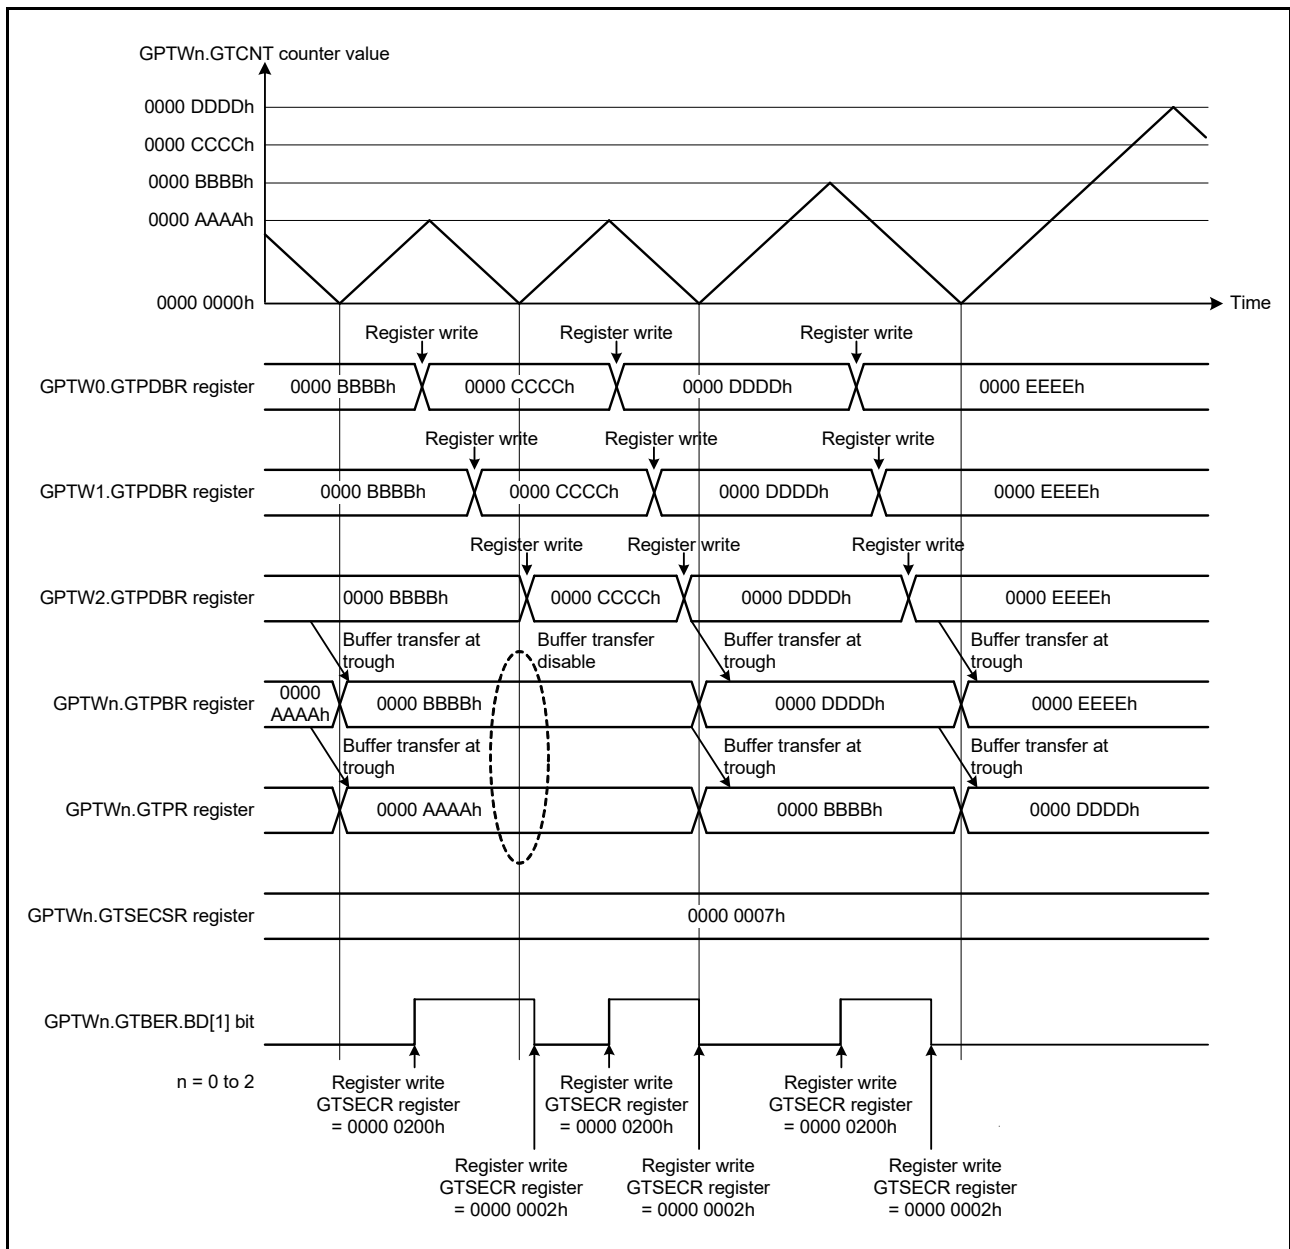 GPTWn.GTCNT counter value
0000 DDDDh
0000 CCCCh
0000 BBBBh
0000 AAAAh
0000 0000h
Time
Register write
Register write
Register write
GPTW0.GTPDBR register
0000 BBBBh
0000 CCCCh
0000 DDDDh
0000 EEEEh
Register write
Register write
Register write
GPTW1.GTPDBR register
0000 BBBBh
0000 CCCCh
0000 DDDDh
0000 EEEEh
Register write
Register write
Register write
GPTW2.GTPDBR register
0000 BBBBh
0000 CCCCh
0000 DDDDh
0000 EEEEh
Buffer transfer at
trough
Buffer transfer
disable
Buffer transfer at
trough
Buffer transfer at
trough
GPTWn.GTPBR register
0000
AAAAh
0000 BBBBh
0000 DDDDh
0000 EEEEh
Buffer transfer at
trough
Buffer transfer at
trough
Buffer transfer at
trough
GPTWn.GTPR register
0000 AAAAh
0000 BBBBh
0000 DDDDh
GPTWn.GTSECSR register
0000 0007h
GPTWn.GTBER.BD[1] bit
n = 0 to 2
Register write
GTSECR register
= 0000 0200h
Register write
GTSECR register
= 0000 0200h
Register write
GTSECR register
= 0000 0200h
Register write
GTSECR register
= 0000 0002h
Register write
GTSECR register
= 0000 0002h
Register write
GTSECR register
= 0000 0002h